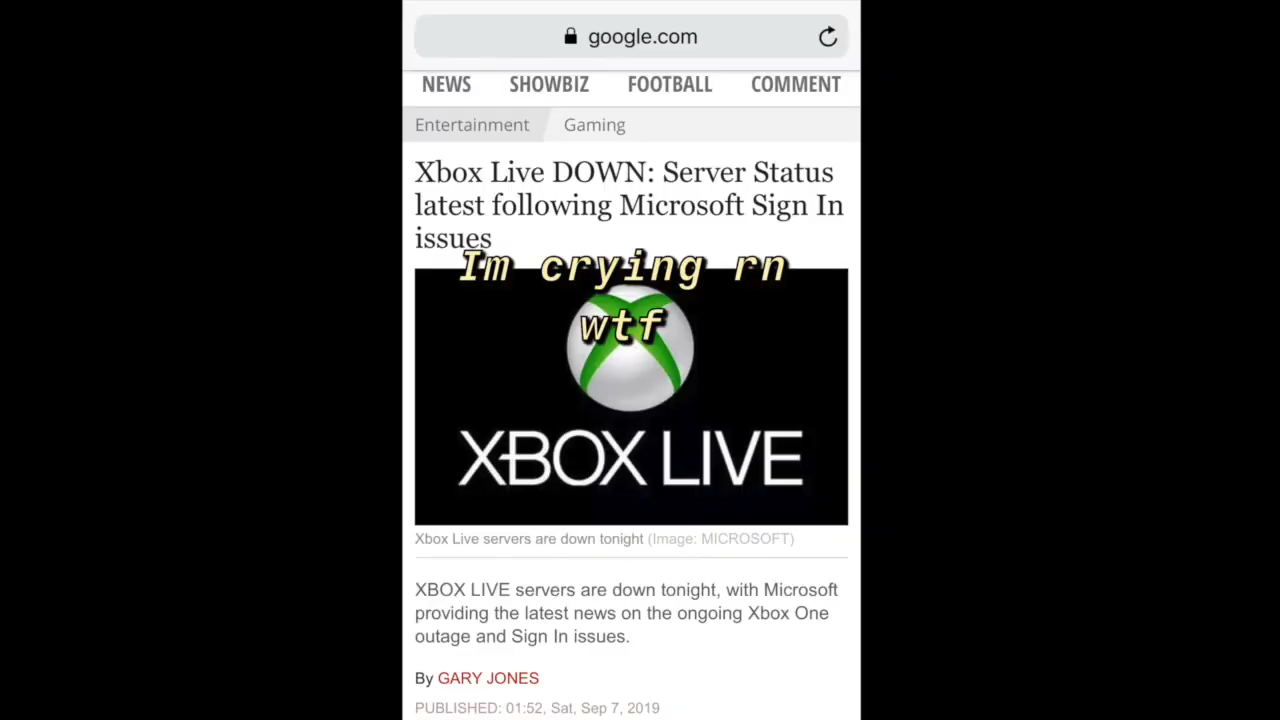 google.com
NEWS SHOWBIZ FOOTBALL COMMENT
Entertainment Gaming
Xbox Live DOWN: Server Status
latest following Microsoft Sign In
issues
Im crying rn
wtf
XBOX LIVE
Xbox Live servers are down tonight (Image: MICROSOFT)
XBOX LIVE servers are down tonight, with Microsoft
providing the latest news on the ongoing Xbox One
outage and Sign In issues.
By GARY JONES
PUBLISHED: 01:52, Sat, Sep 7, 2019